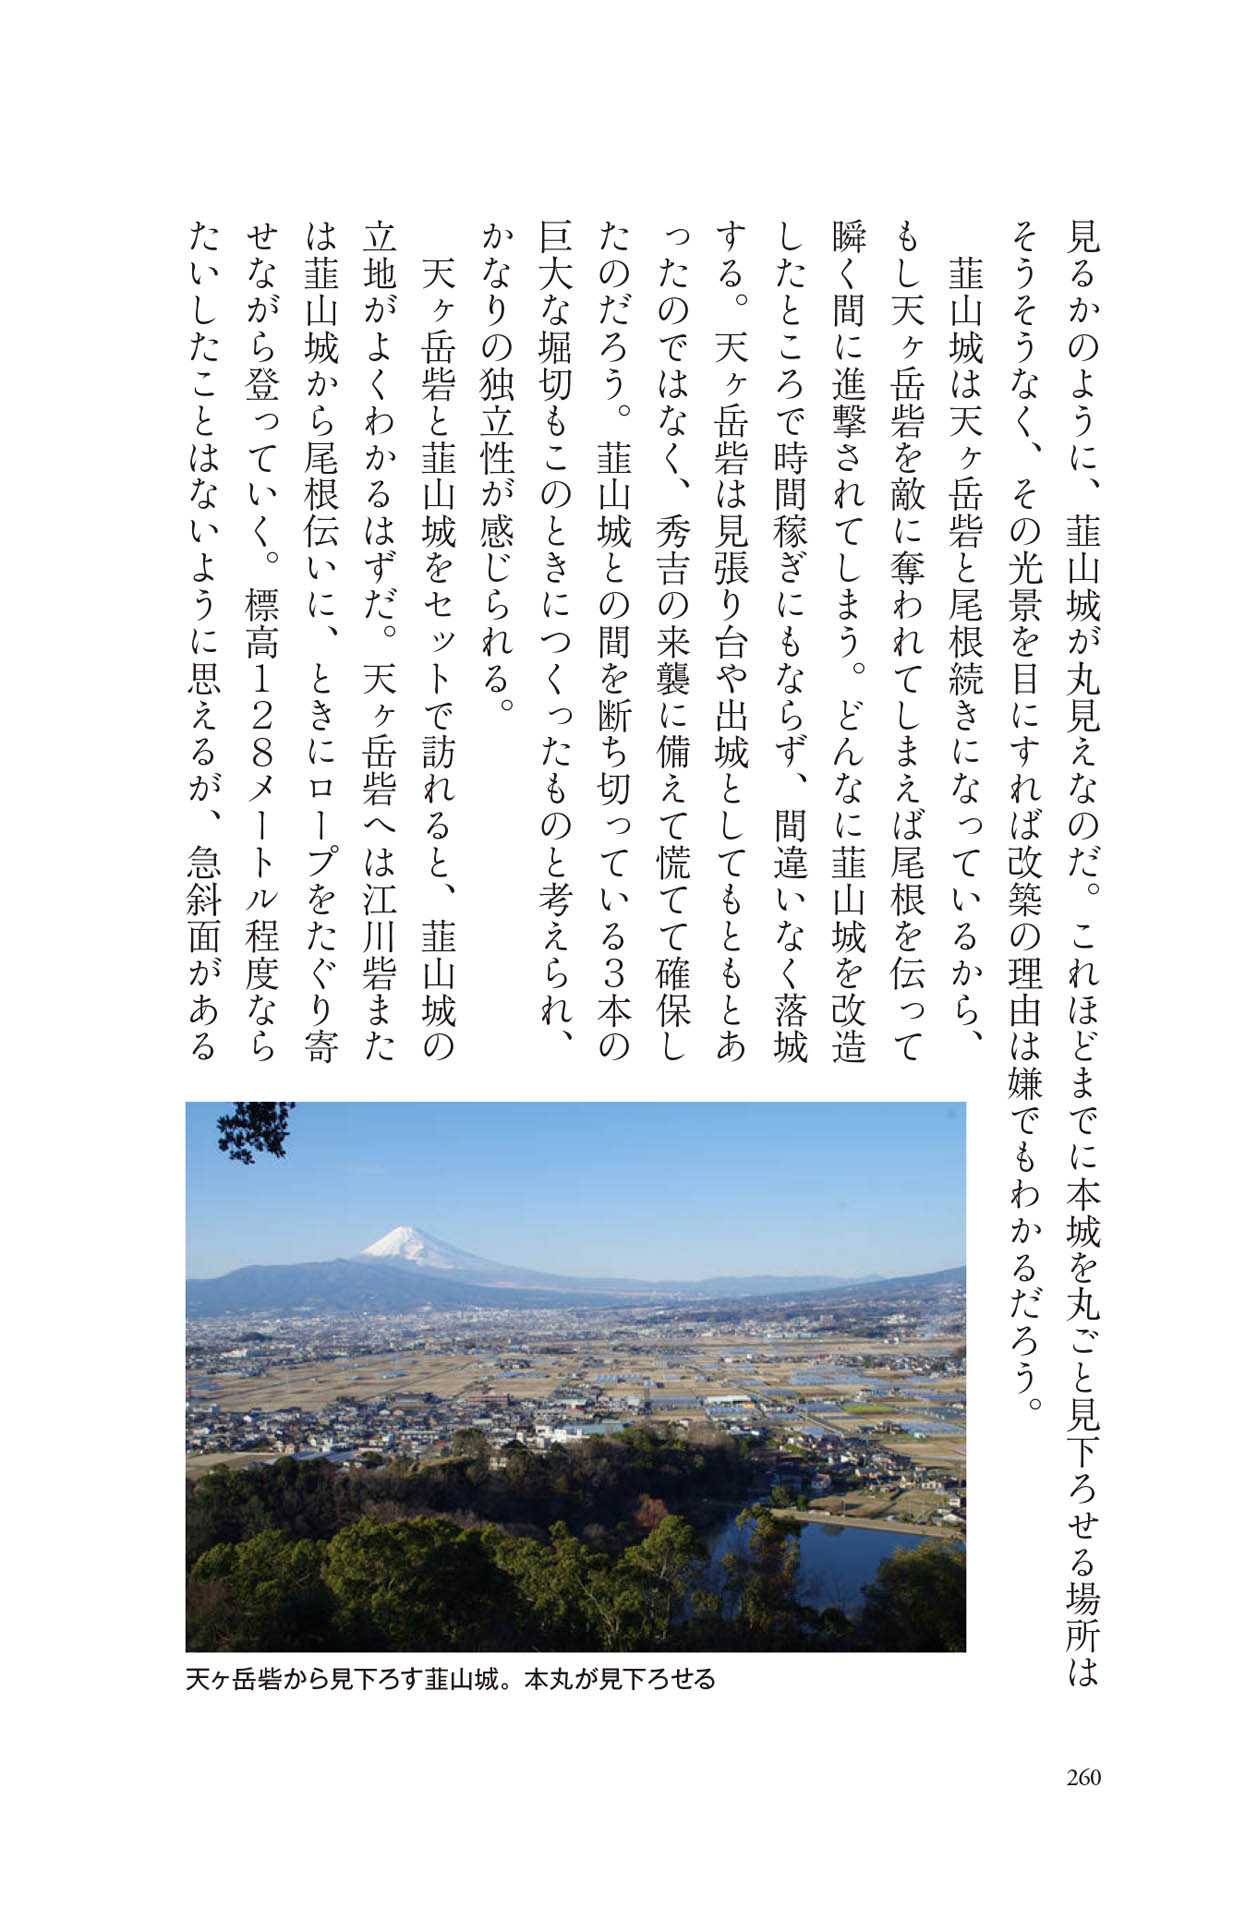 見るかのように、韮山城が丸見えなのだ。これほどまでに本城を丸ごと見下ろせる場所は
そうそうなく、その光景を目にすれば改築の理由は嫌でもわかるだろう。
　韮山城は天ヶ岳砦と尾根続きになっているから、
もし天ヶ岳砦を敵に奪われてしまえば尾根を伝って
瞬く間に進撃されてしまう。どんなに韮山城を改造
したところで時間稼ぎにもならず、間違いなく落城
する。天ヶ岳砦は見張り台や出城としてもともとあ
ったのではなく、秀吉の来襲に備えて慌てて確保し
たのだろう。韮山城との間を断ち切っている３本の
巨大な堀切もこのときにつくったものと考えられ、
かなりの独立性が感じられる。
　天ヶ岳砦と韮山城をセットで訪れると、韮山城の
立地がよくわかるはずだ。天ヶ岳砦へは江川砦また
は韮山城から尾根伝いに、ときにロープをたぐり寄
せながら登っていく。標高１２８メートル程度なら
たいしたことはないように思えるが、急斜面がある
天ヶ岳砦から見下ろす韮山城。本丸が見下ろせる
260